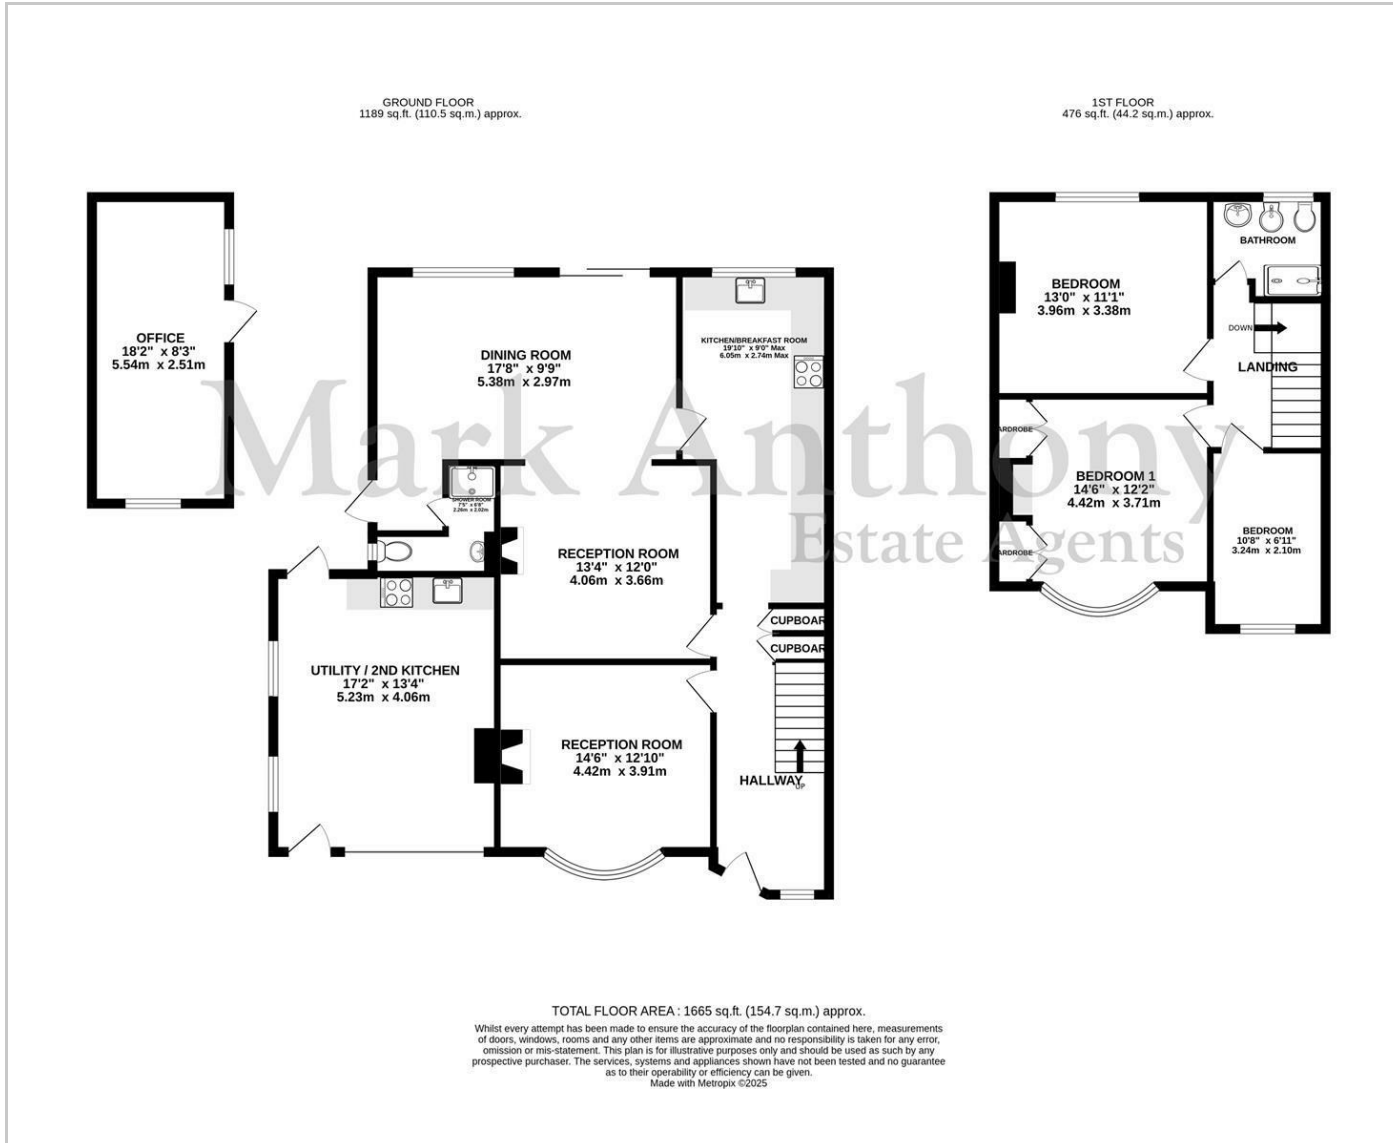 GROUND FLOOR
1189 sq.ft. (110.5 sq.m.) approx.
1ST FLOOR
476 sq.ft. (44.2 sq.m.) approx.
OFFICE
18'2" x 8'3"
5.54m x 2.51m
DINING ROOM
17'8" x 9'9"
5.38m x 2.97m
KITCHEN/BREAKFAST ROOM
19'10" x 9'0" Max
6.05m x 2.74m Max
SHOWER ROOM
7'5" x 6'8"
2.26m x 2.02m
RECEPTION ROOM
13'4" x 12'0"
4.06m x 3.66m
CUPBOAR
CUPBOAR
UTILITY / 2ND KITCHEN
17'2" x 13'4"
5.23m x 4.06m
RECEPTION ROOM
14'6" x 12'10"
4.42m x 3.91m
HALLWAY
UP
BATHROOM
BEDROOM
13'0" x 11'1"
3.96m x 3.38m
DOWN
LANDING
ARDROBE
BEDROOM 1
14'6" x 12'2"
4.42m x 3.71m
ARDROBE
BEDROOM
10'8" x 6'11"
3.24m x 2.10m
Mark Anthony
Estate Agents
TOTAL FLOOR AREA : 1665 sq.ft. (154.7 sq.m.) approx.
Whilst every attempt has been made to ensure the accuracy of the floorplan contained here, measurements
of doors, windows, rooms and any other items are approximate and no responsibility is taken for any error,
omission or mis-statement. This plan is for illustrative purposes only and should be used as such by any
prospective purchaser. The services, systems and appliances shown have not been tested and no guarantee
as to their operability or efficiency can be given.
Made with Metropix ©2025